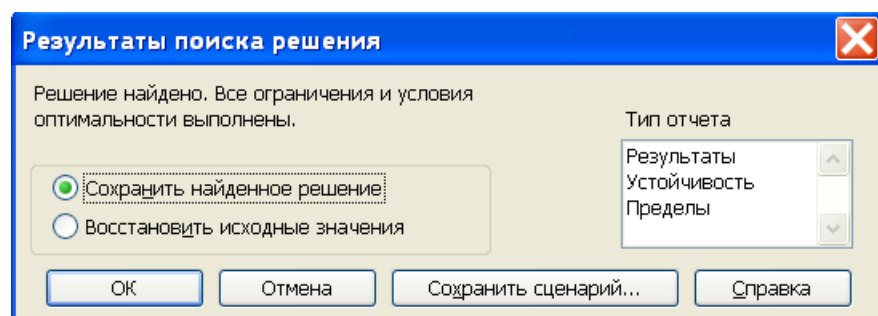 Результаты поиска решения
Решение найдено. Все ограничения и условия
оптимальности выполнены.
Тип отчета
Результаты
Устойчивость
Пределы
Сохранить найденное решение
Восстановить исходные значения
ОК
Отмена
Сохранить сценарий...
Справка